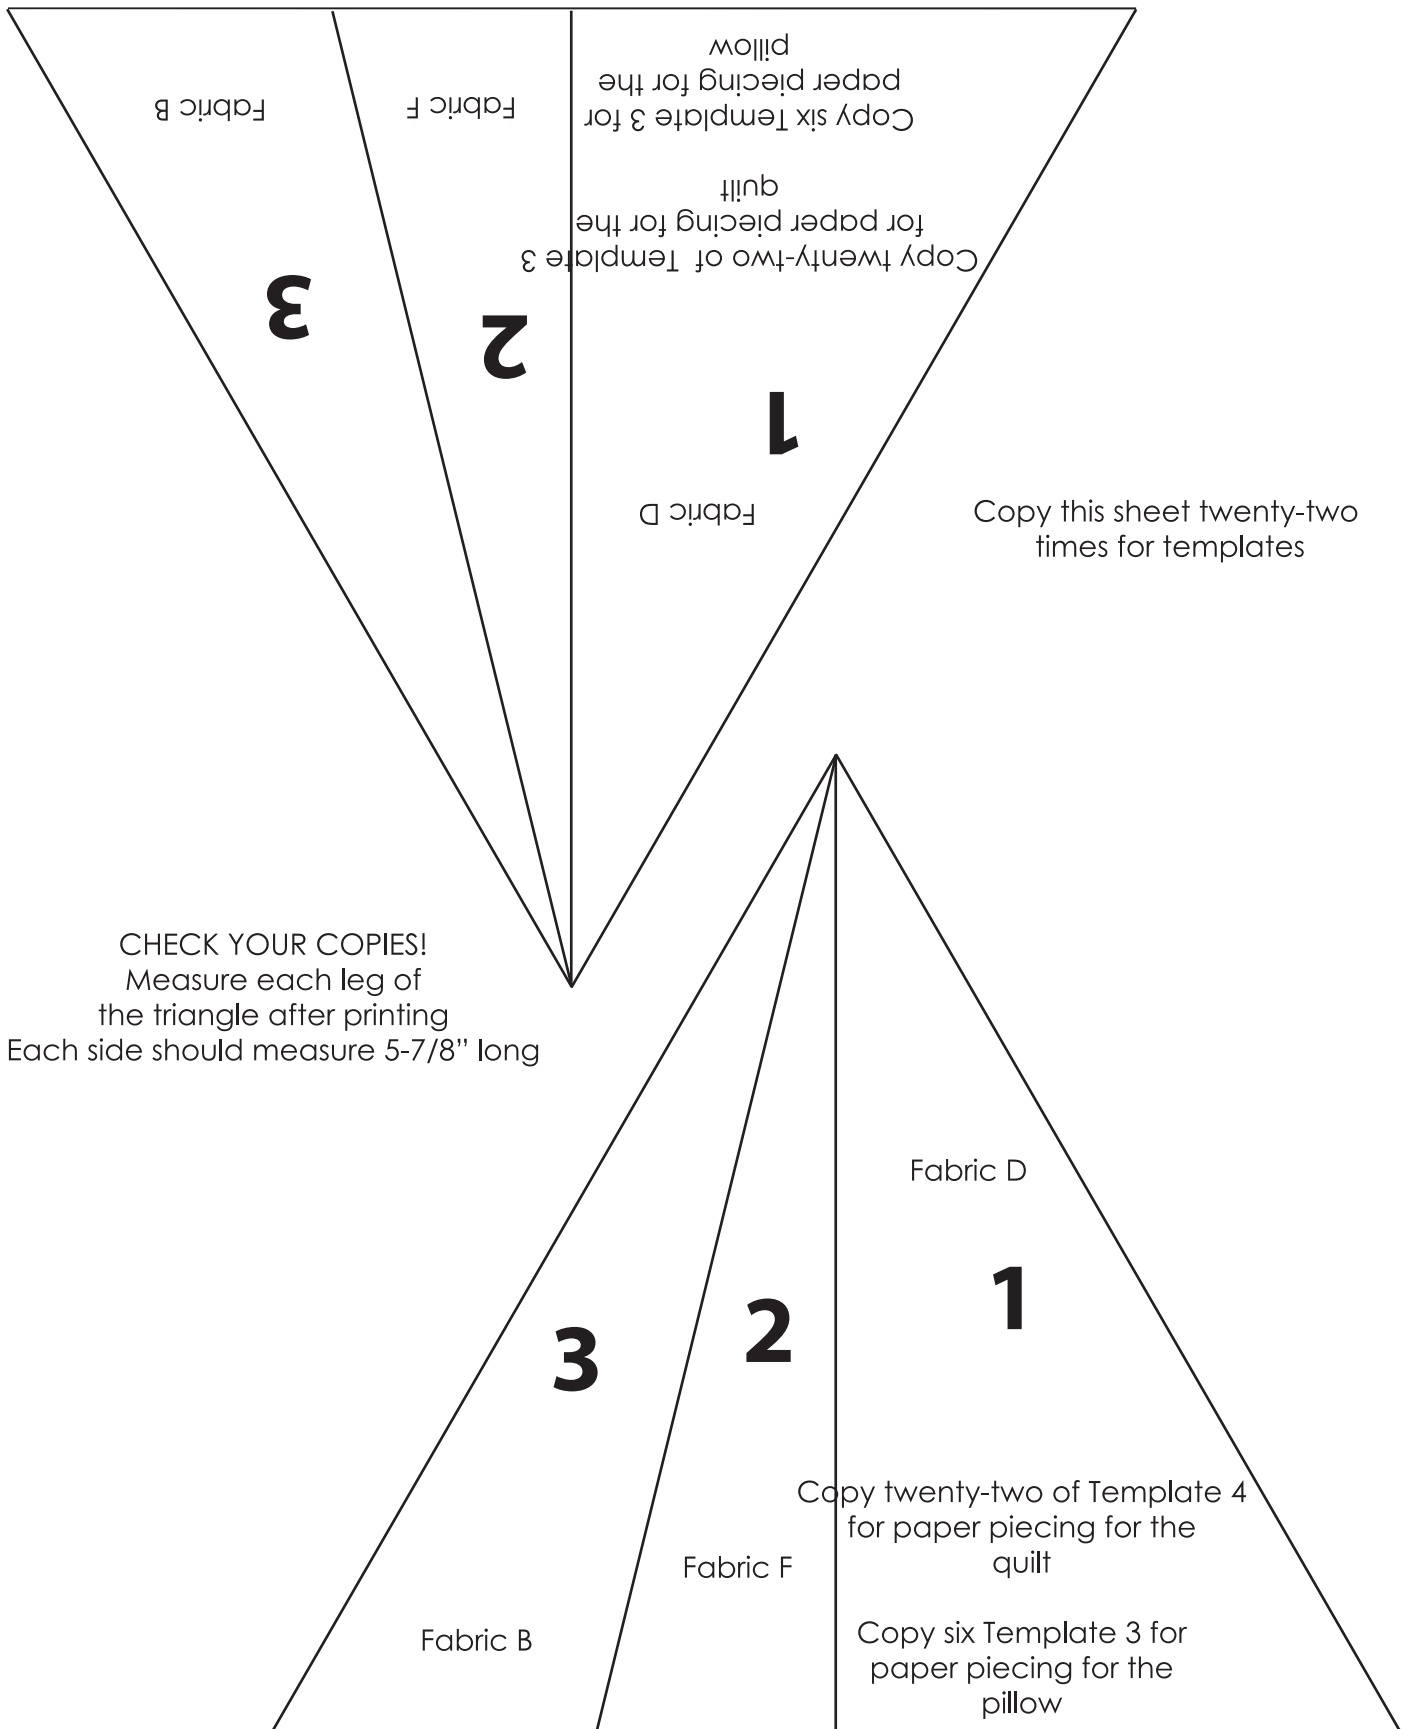 Copy six Template 3 for
paper piecing for the
pillow
Copy twenty-two of Template 3
for paper piecing for the
quilt
Fabric F
Fabric B
3
2
1
Fabric D
Copy this sheet twenty-two
times for templates
CHECK YOUR COPIES!
Measure each leg of
the triangle after printing
Each side should measure 5-7/8” long
Fabric D
1
2
3
Copy twenty-two of Template 4
for paper piecing for the
quilt
Fabric F
Fabric B
Copy six Template 3 for
paper piecing for the
pillow